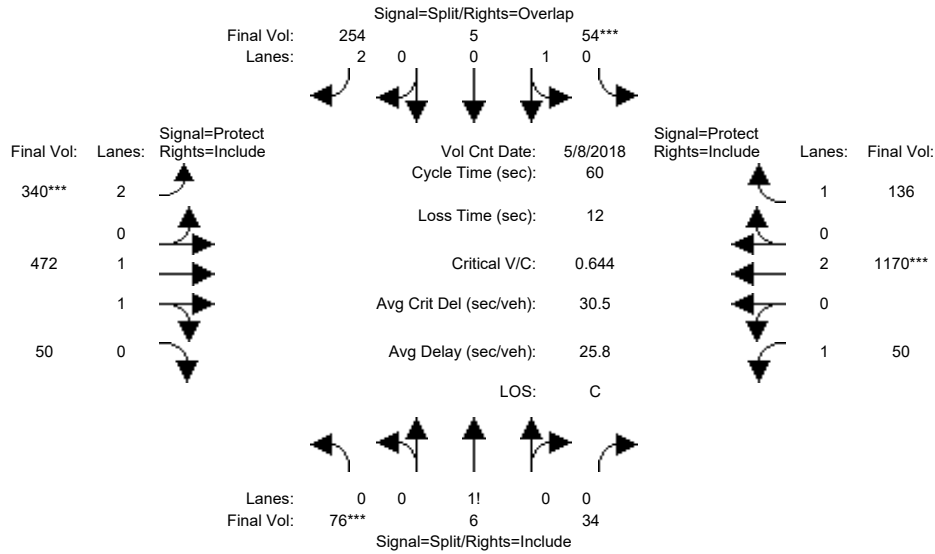 Signal=Split/Rights=Overlap
Final Vol: 254 5 54***
Lanes: 2 0 0 1 0
Signal=Protect
Final Vol: Lanes: Rights=Include
Vol Cnt Date: 5/8/2018
Signal=Protect
Rights=Include Lanes: Final Vol:
Cycle Time (sec): 60
340*** 2
1 136
Loss Time (sec): 12
0
0
472 1
Critical V/C: 0.644
2 1170***
1
Avg Crit Del (sec/veh): 30.5
0
50 0
Avg Delay (sec/veh): 25.8
1 50
LOS: C
Lanes: 0 0 1! 0 0
Final Vol: 76*** 6 34
Signal=Split/Rights=Include